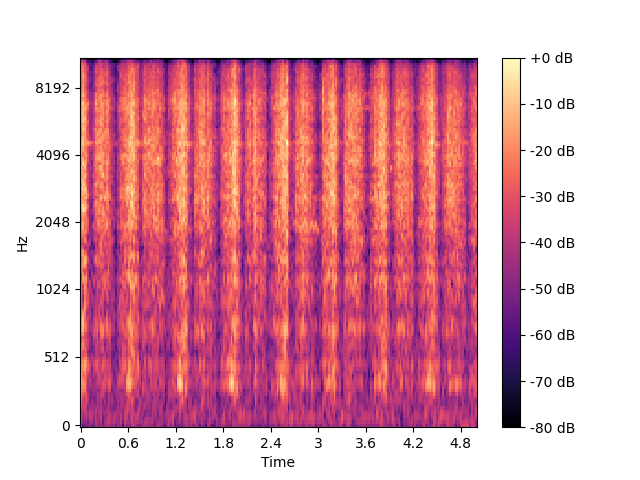 +0 dB
8192
-10 dB
4096
-20 dB
-30 dB
2048
Hz
-40 dB
1024
-50 dB
512
-60 dB
-70 dB
0
-80 dB
0 0.6 1.2 1.8 2.4 3 3.6 4.2 4.8
Time